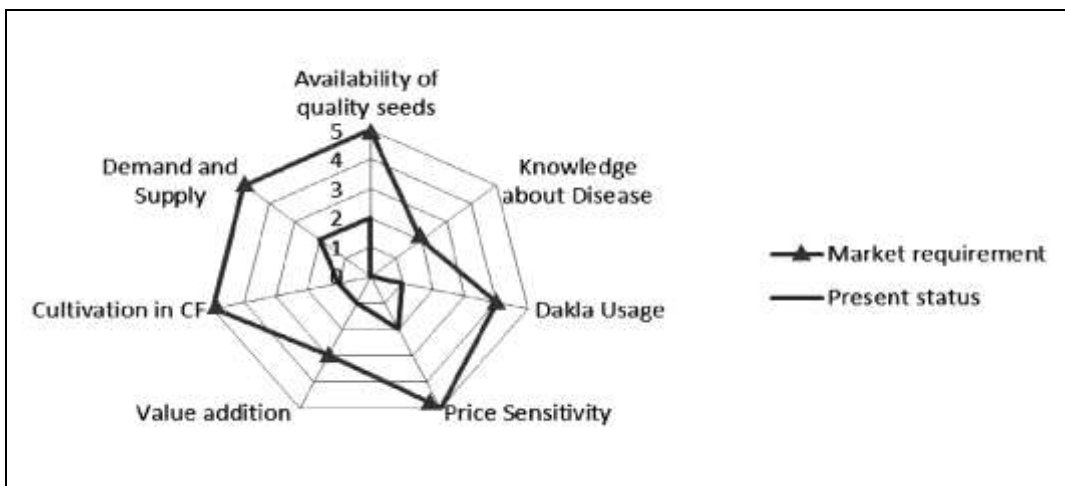 Availability of
quality seeds
5
4
3
2
1
0
Knowledge
about Disease
Dakla Usage
Price Sensitivity
Value addition
Cultivation in CF
Demand and
Supply
Market requirement
Present status